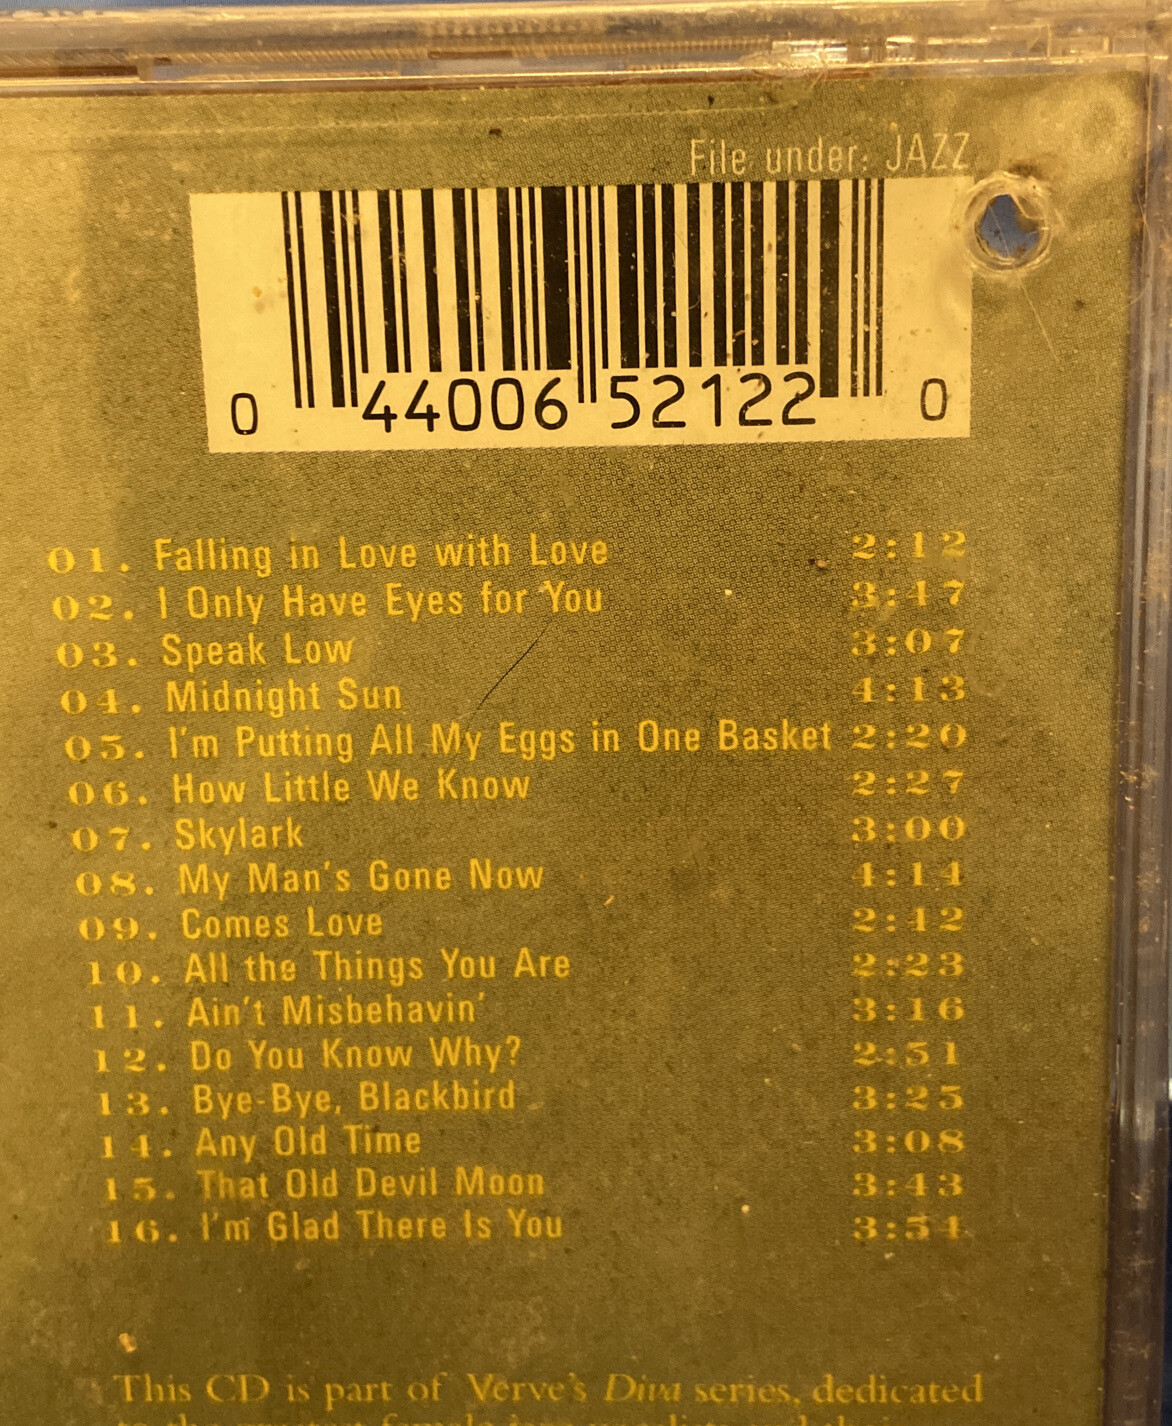 File under: JAZZ
0 44006 52122 0
01. Falling in Love with Love 2:12
02. I Only Have Eyes for You 3:47
03. Speak Low 3:07
04. Midnight Sun 4:13
05. I'm Putting All My Eggs in One Basket 2:20
06. How Little We Know 2:27
07. Skylark 3:00
08. My Man's Gone Now 4:14
09. Comes Love 2:42
10. All the Things You Are 2:23
11. Ain't Misbehavin' 3:16
12. Do You Know Why? 2:51
13. Bye-Bye, Blackbird 3:25
14. Any Old Time 3:08
15. That Old Devil Moon 3:43
16. I'm Glad There Is You 3:54
This CD is part of Verve's Diva series, dedicated